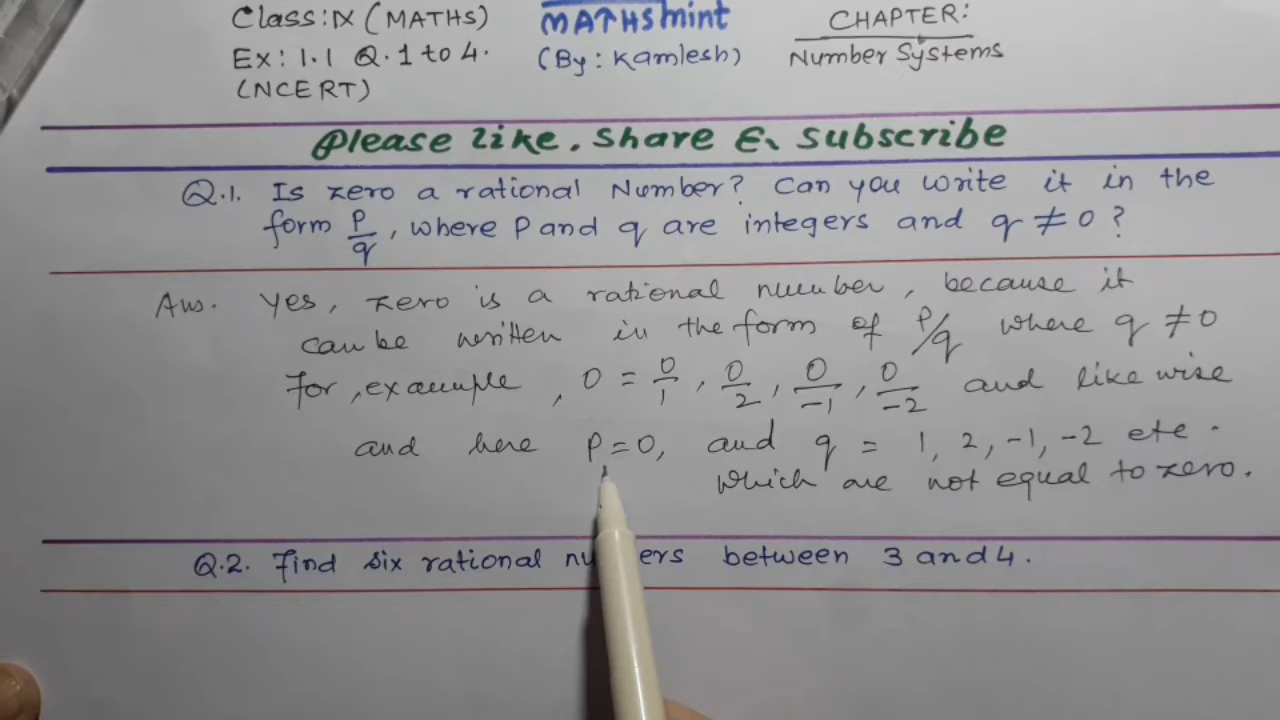 Class: IX (MATHS)
Ex: 1.1 Q.1 to 4.
(NCERT)
MATHSmint
(By: Kamlesh)
CHAPTER:
Number Systems
Please Like, Share & Subscribe
Q.1. Is zero a rational Number? Can you write it in the
form P/q, where P and q are integers and q ≠ 0?
Ans. Yes, zero is a rational number, because it
can be written in the form of P/q where q ≠ 0
For, example, 0 = 0/1, 0/2, 0/-1, 0/-2 and likewise
and here P=0, and q = 1, 2, -1, -2 etc.
which are not equal to zero.
Q.2. Find six rational nu ers between 3 and 4.